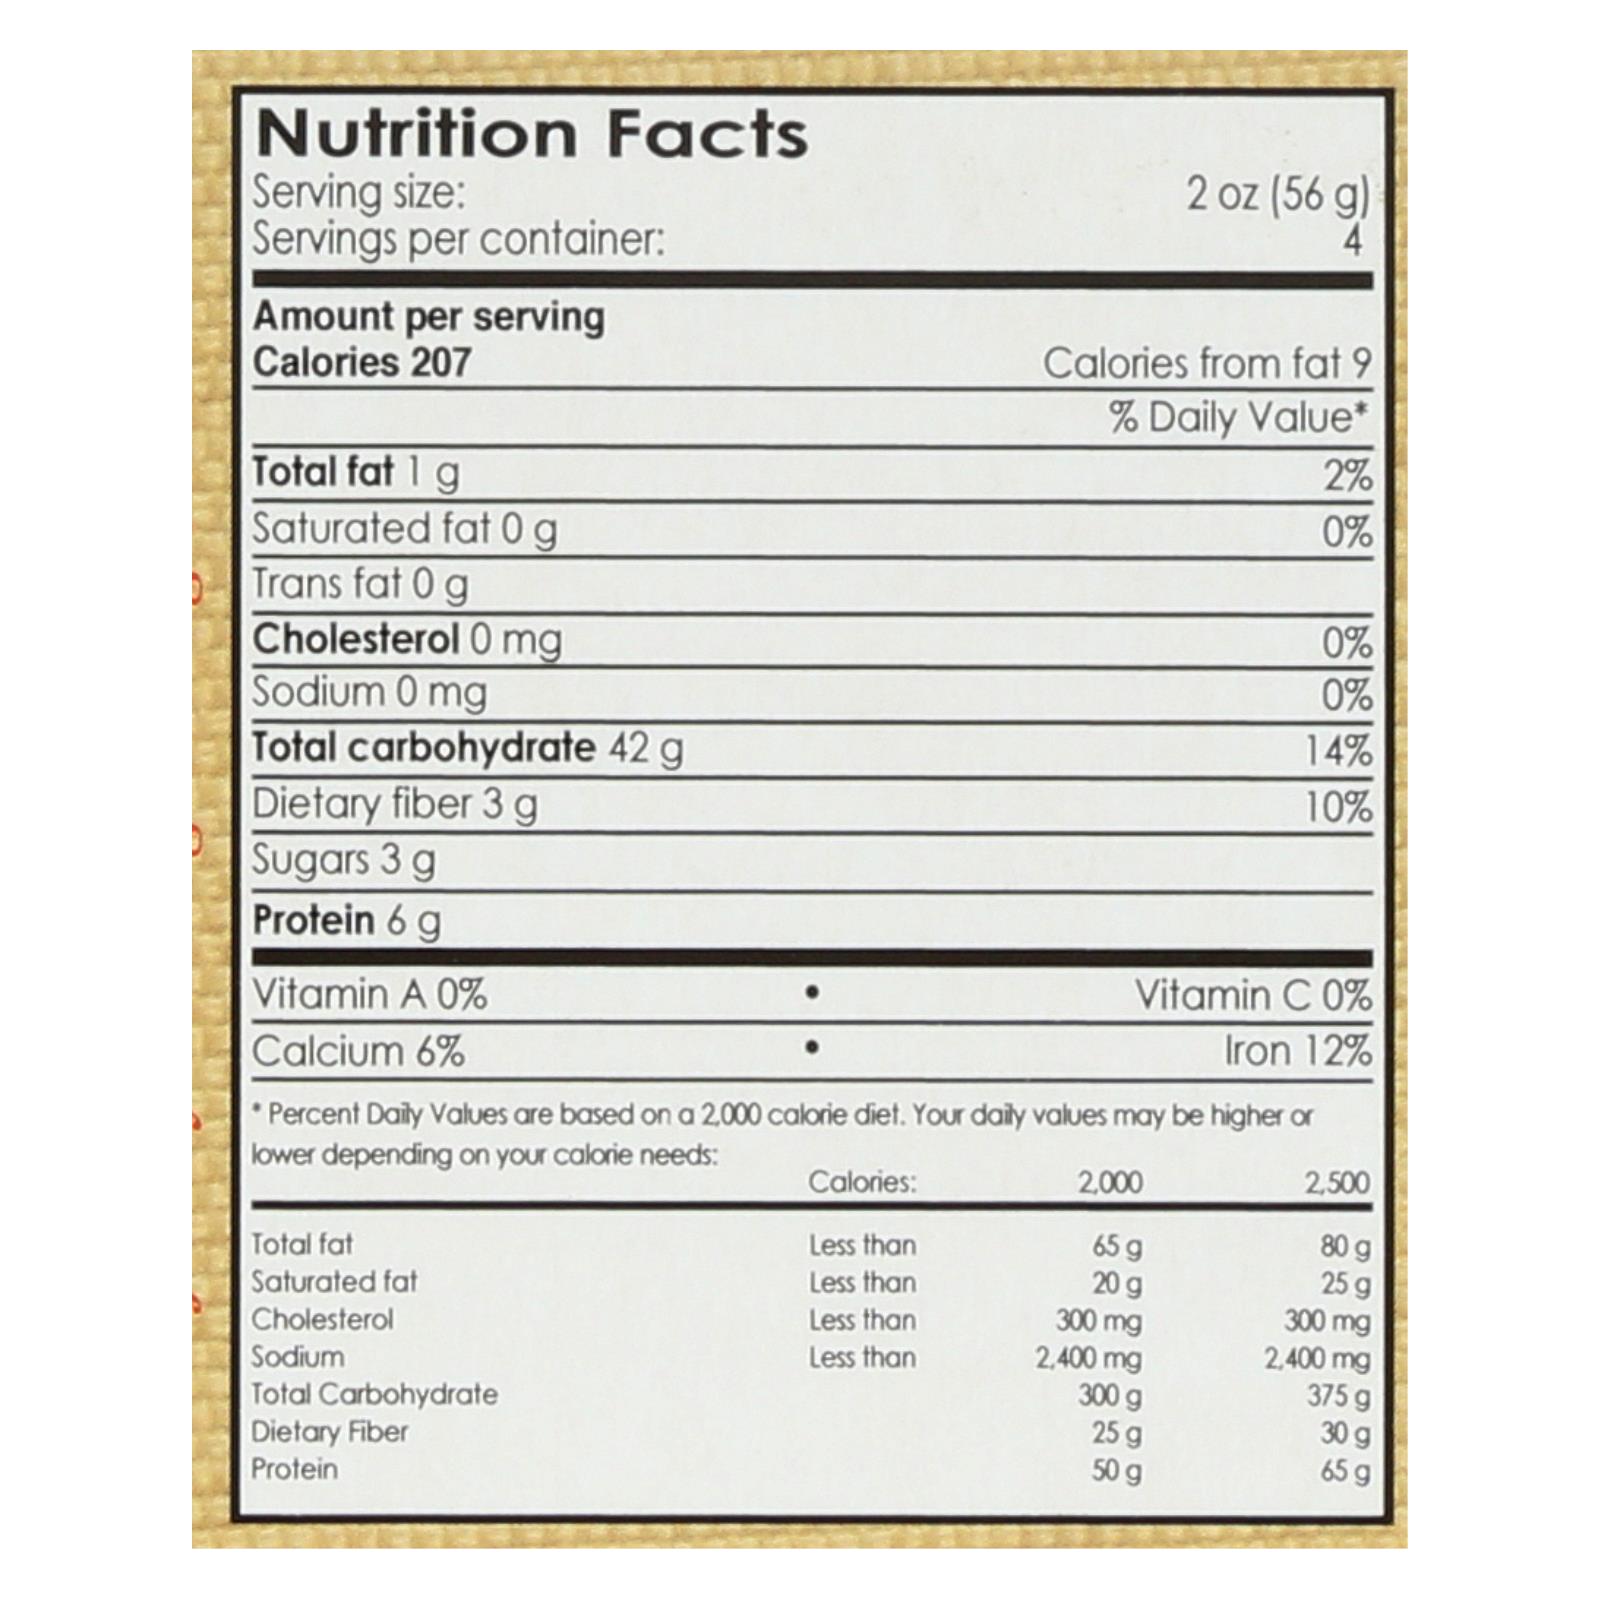 Nutrition Facts
Serving size: 2 oz (56 g)
Servings per container: 4
Amount per serving
Calories 207 Calories from fat 9
% Daily Value*
Total fat 1 g 2%
Saturated fat 0 g 0%
Trans fat 0 g
Cholesterol 0 mg 0%
Sodium 0 mg 0%
Total carbohydrate 42 g 14%
Dietary fiber 3 g 10%
Sugars 3 g
Protein 6 g
Vitamin A 0% • Vitamin C 0%
Calcium 6% • Iron 12%
* Percent Daily Values are based on a 2,000 calorie diet. Your daily values may be higher or
lower depending on your calorie needs:
Calories: 2,000 2,500
Total fat Less than 65 g 80 g
Saturated fat Less than 20 g 25 g
Cholesterol Less than 300 mg 300 mg
Sodium Less than 2,400 mg 2,400 mg
Total Carbohydrate 300 g 375 g
Dietary Fiber 25 g 30 g
Protein 50 g 65 g